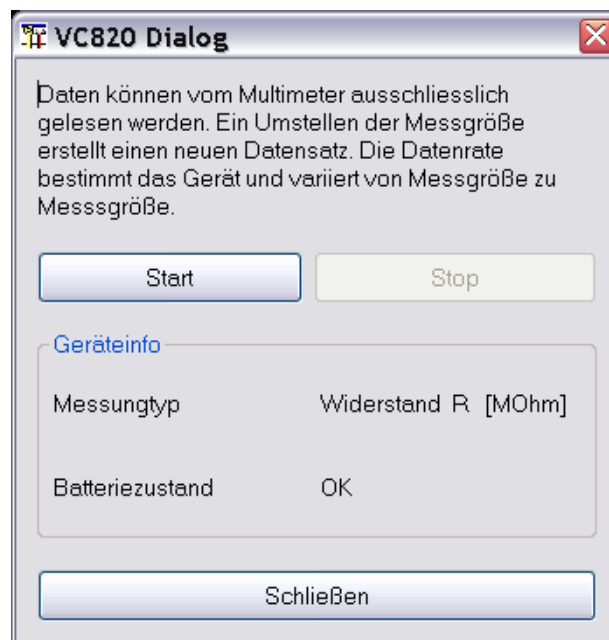 VC820 Dialog
Daten können vom Multimeter ausschliesslich
gelesen werden. Ein Umstellen der Messgröße
erstellt einen neuen Datensatz. Die Datenrate
bestimmt das Gerät und variiert von Messgröße zu
Messsgröße.
Start Stop
Geräteinfo
Messungtyp Widerstand R [MOhm]
Batteriezustand OK
Schließen